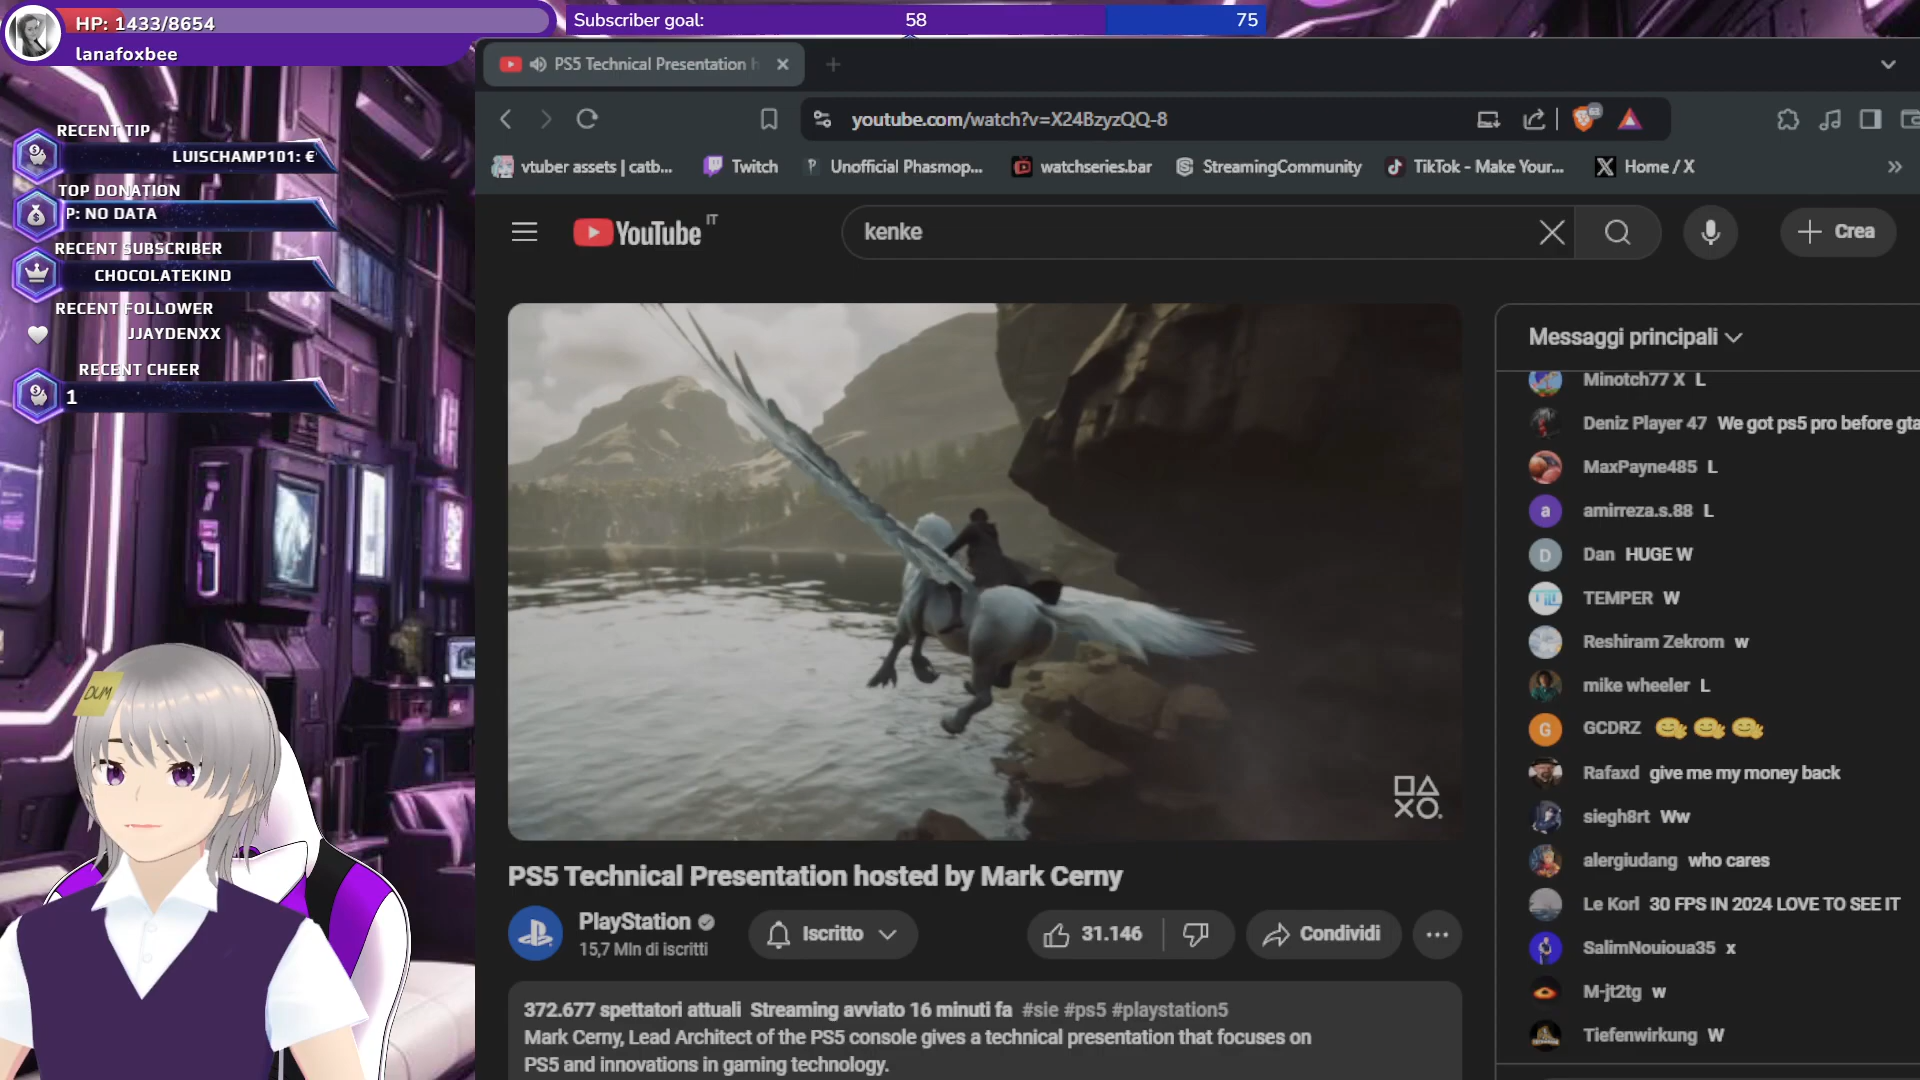 HP: 1433/8654
lanafoxbee
Subscriber goal:
58
75
RECENT TIP
LUISCHAMP101: €
TOP DONATION
P: NO DATA
RECENT SUBSCRIBER
CHOCOLATEKIND
RECENT FOLLOWER
JJAYDENXX
RECENT CHEER
1
DUM
PS5 Technical Presentation h
youtube.com/watch?v=X24BzyzQQ-8
vtuber assets | catb...
Twitch
Unofficial Phasmop...
watchseries.bar
StreamingCommunity
TikTok - Make Your...
Home / X
YouTube IT
kenke
Crea
PS5 Technical Presentation hosted by Mark Cerny
PlayStation
15,7 Mln di iscritti
Iscritto
31.146
Condividi
372.677 spettatori attuali Streaming avviato 16 minuti fa #sie #ps5 #playstation5
Mark Cerny, Lead Architect of the PS5 console gives a technical presentation that focuses on
PS5 and innovations in gaming technology.
Messaggi principali
Minotch77 X L
Deniz Player 47 We got ps5 pro before gta
MaxPayne485 L
a amirreza.s.88 L
D Dan HUGE W
TEMPER W
Reshiram Zekrom w
mike wheeler L
G GCDRZ
Rafaxd give me my money back
siegh8rt Ww
alergiudang who cares
Le Korl 30 FPS IN 2024 LOVE TO SEE IT
SalimNouioua35 x
M-jt2tg w
Tiefenwirkung W